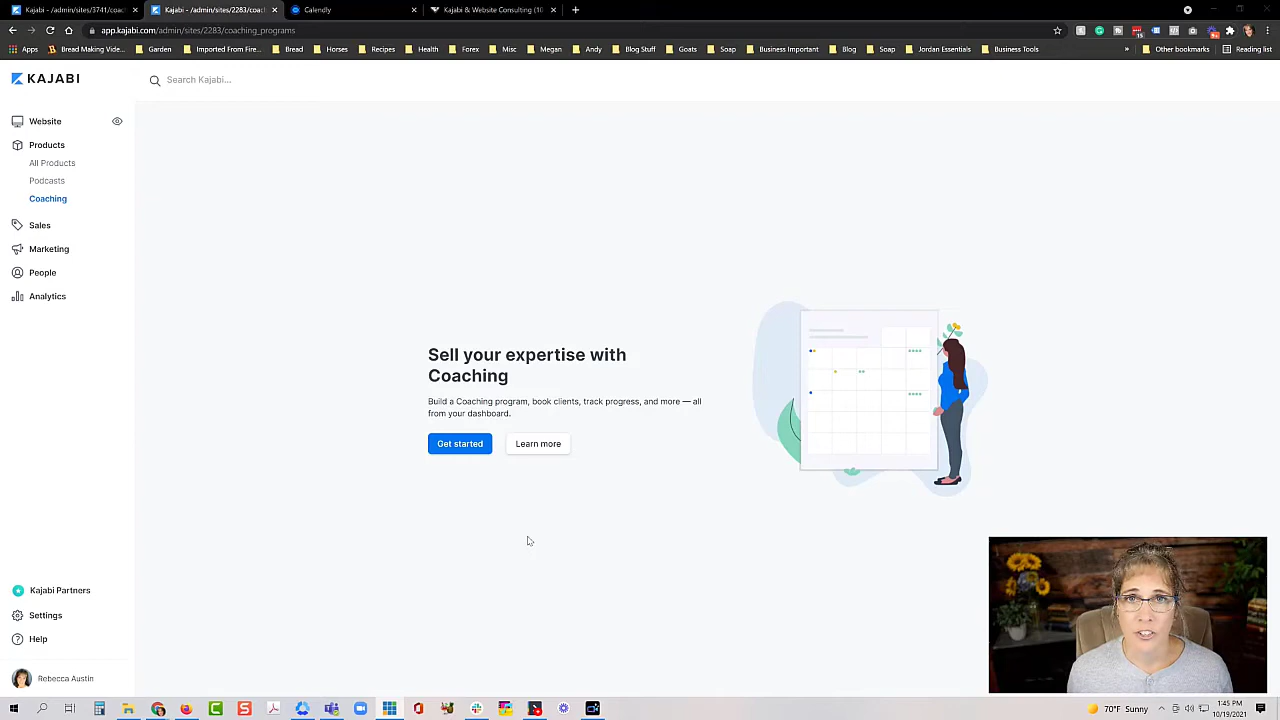 Kajabi - /admin/sites/3741/coac
Kajabi - /admin/sites/2283/coac
Calendly
Kajabi & Website Consulting (10
app.kajabi.com/admin/sites/2283/coaching_programs
Apps
Bread Making Vide...
Garden
Imported From Fire...
Bread
Horses
Recipes
Health
Forex
Misc
Megan
Andy
Blog Stuff
Goats
Soap
Business Important
Blog
Soap
Jordan Essentials
Business Tools
»
Other bookmarks
Reading list
KAJABI
Search Kajabi...
Website
Products
All Products
Podcasts
Coaching
Sales
Marketing
People
Analytics
Sell your expertise with
Coaching
Build a Coaching program, book clients, track progress, and more — all
from your dashboard.
Get started
Learn more
Kajabi Partners
Settings
Help
Rebecca Austin
70°F Sunny
1:45 PM
10/19/2021